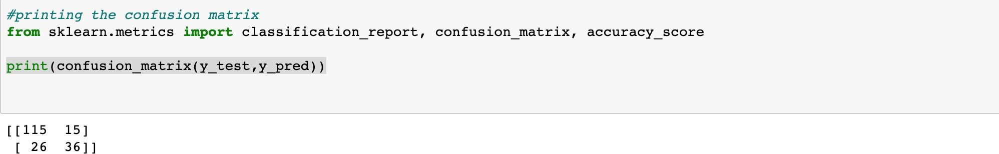 #printing the confusion matrix
from sklearn.metrics import classification_report, confusion_matrix, accuracy_score
print(confusion_matrix(y_test,y_pred))
[[115  15]
 [ 26  36]]